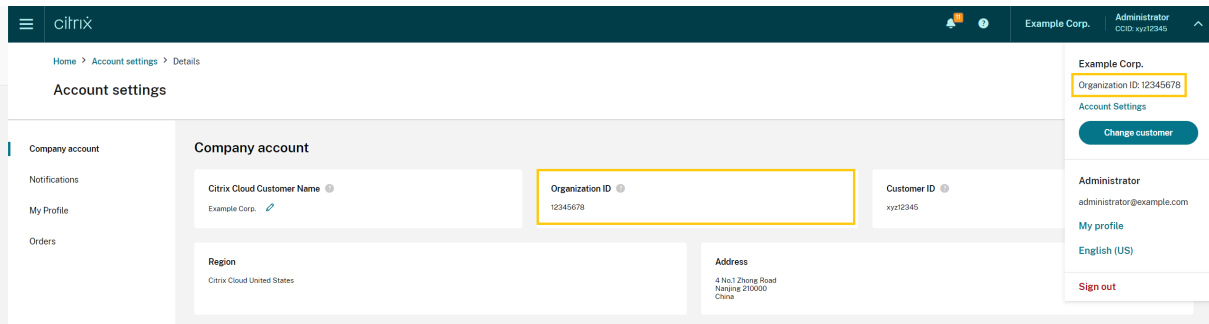 citrix
11
?
Example Corp.
Administrator
CCID: xyz12345
Home > Account settings > Details
Account settings
Example Corp.
Organization ID: 12345678
Account Settings
Change customer
Administrator
administrator@example.com
My profile
English (US)
Sign out
Company account
Notifications
My Profile
Orders
Company account
Citrix Cloud Customer Name ?
Example Corp.
Organization ID ?
12345678
Customer ID ?
xyz12345
Region
Citrix Cloud United States
Address
4 No.1 Zhong Road
Nanjing 210000
China